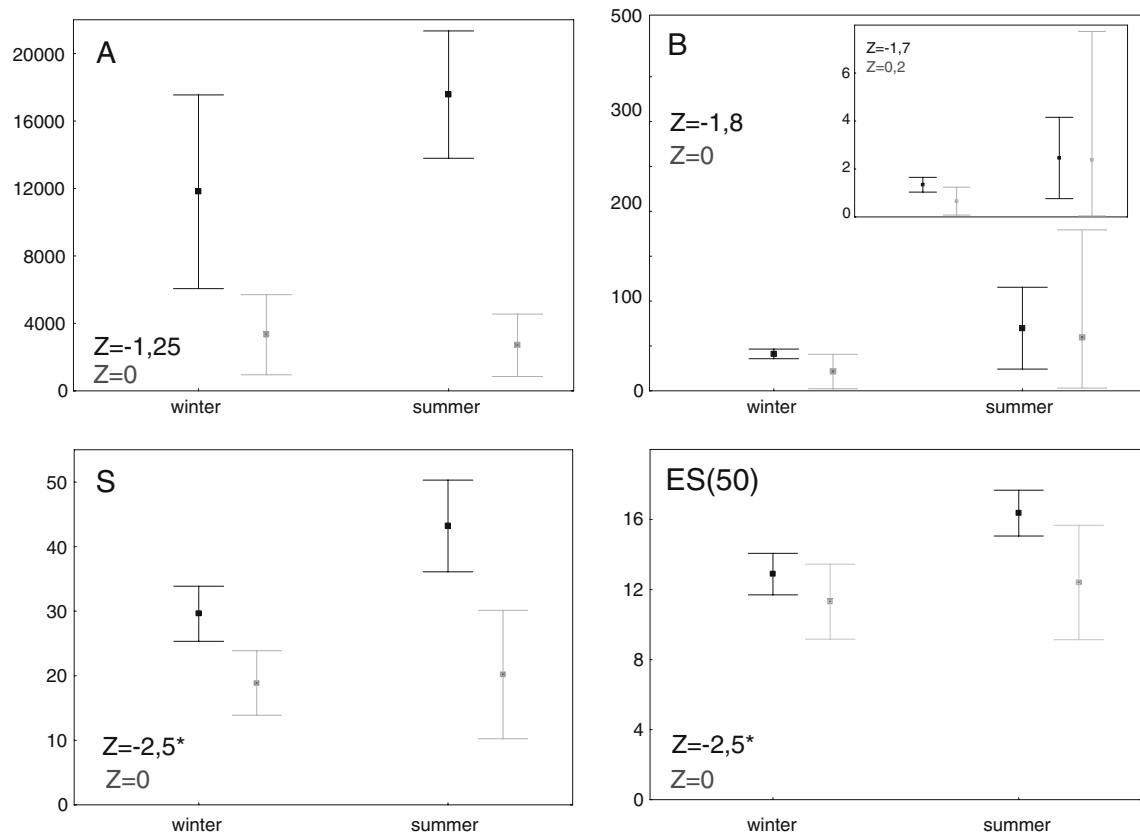 A
20000
16000
12000
8000
4000
0
Z=-1,25
Z=0
winter summer
B
500
400
300
200
100
0
Z=-1,8
Z=0
Z=-1,7
Z=0,2
6
4
2
0
winter summer
S
50
40
30
20
10
0
Z=-2,5*
Z=0
winter summer
ES(50)
16
12
8
4
0
Z=-2,5*
Z=0
winter summer